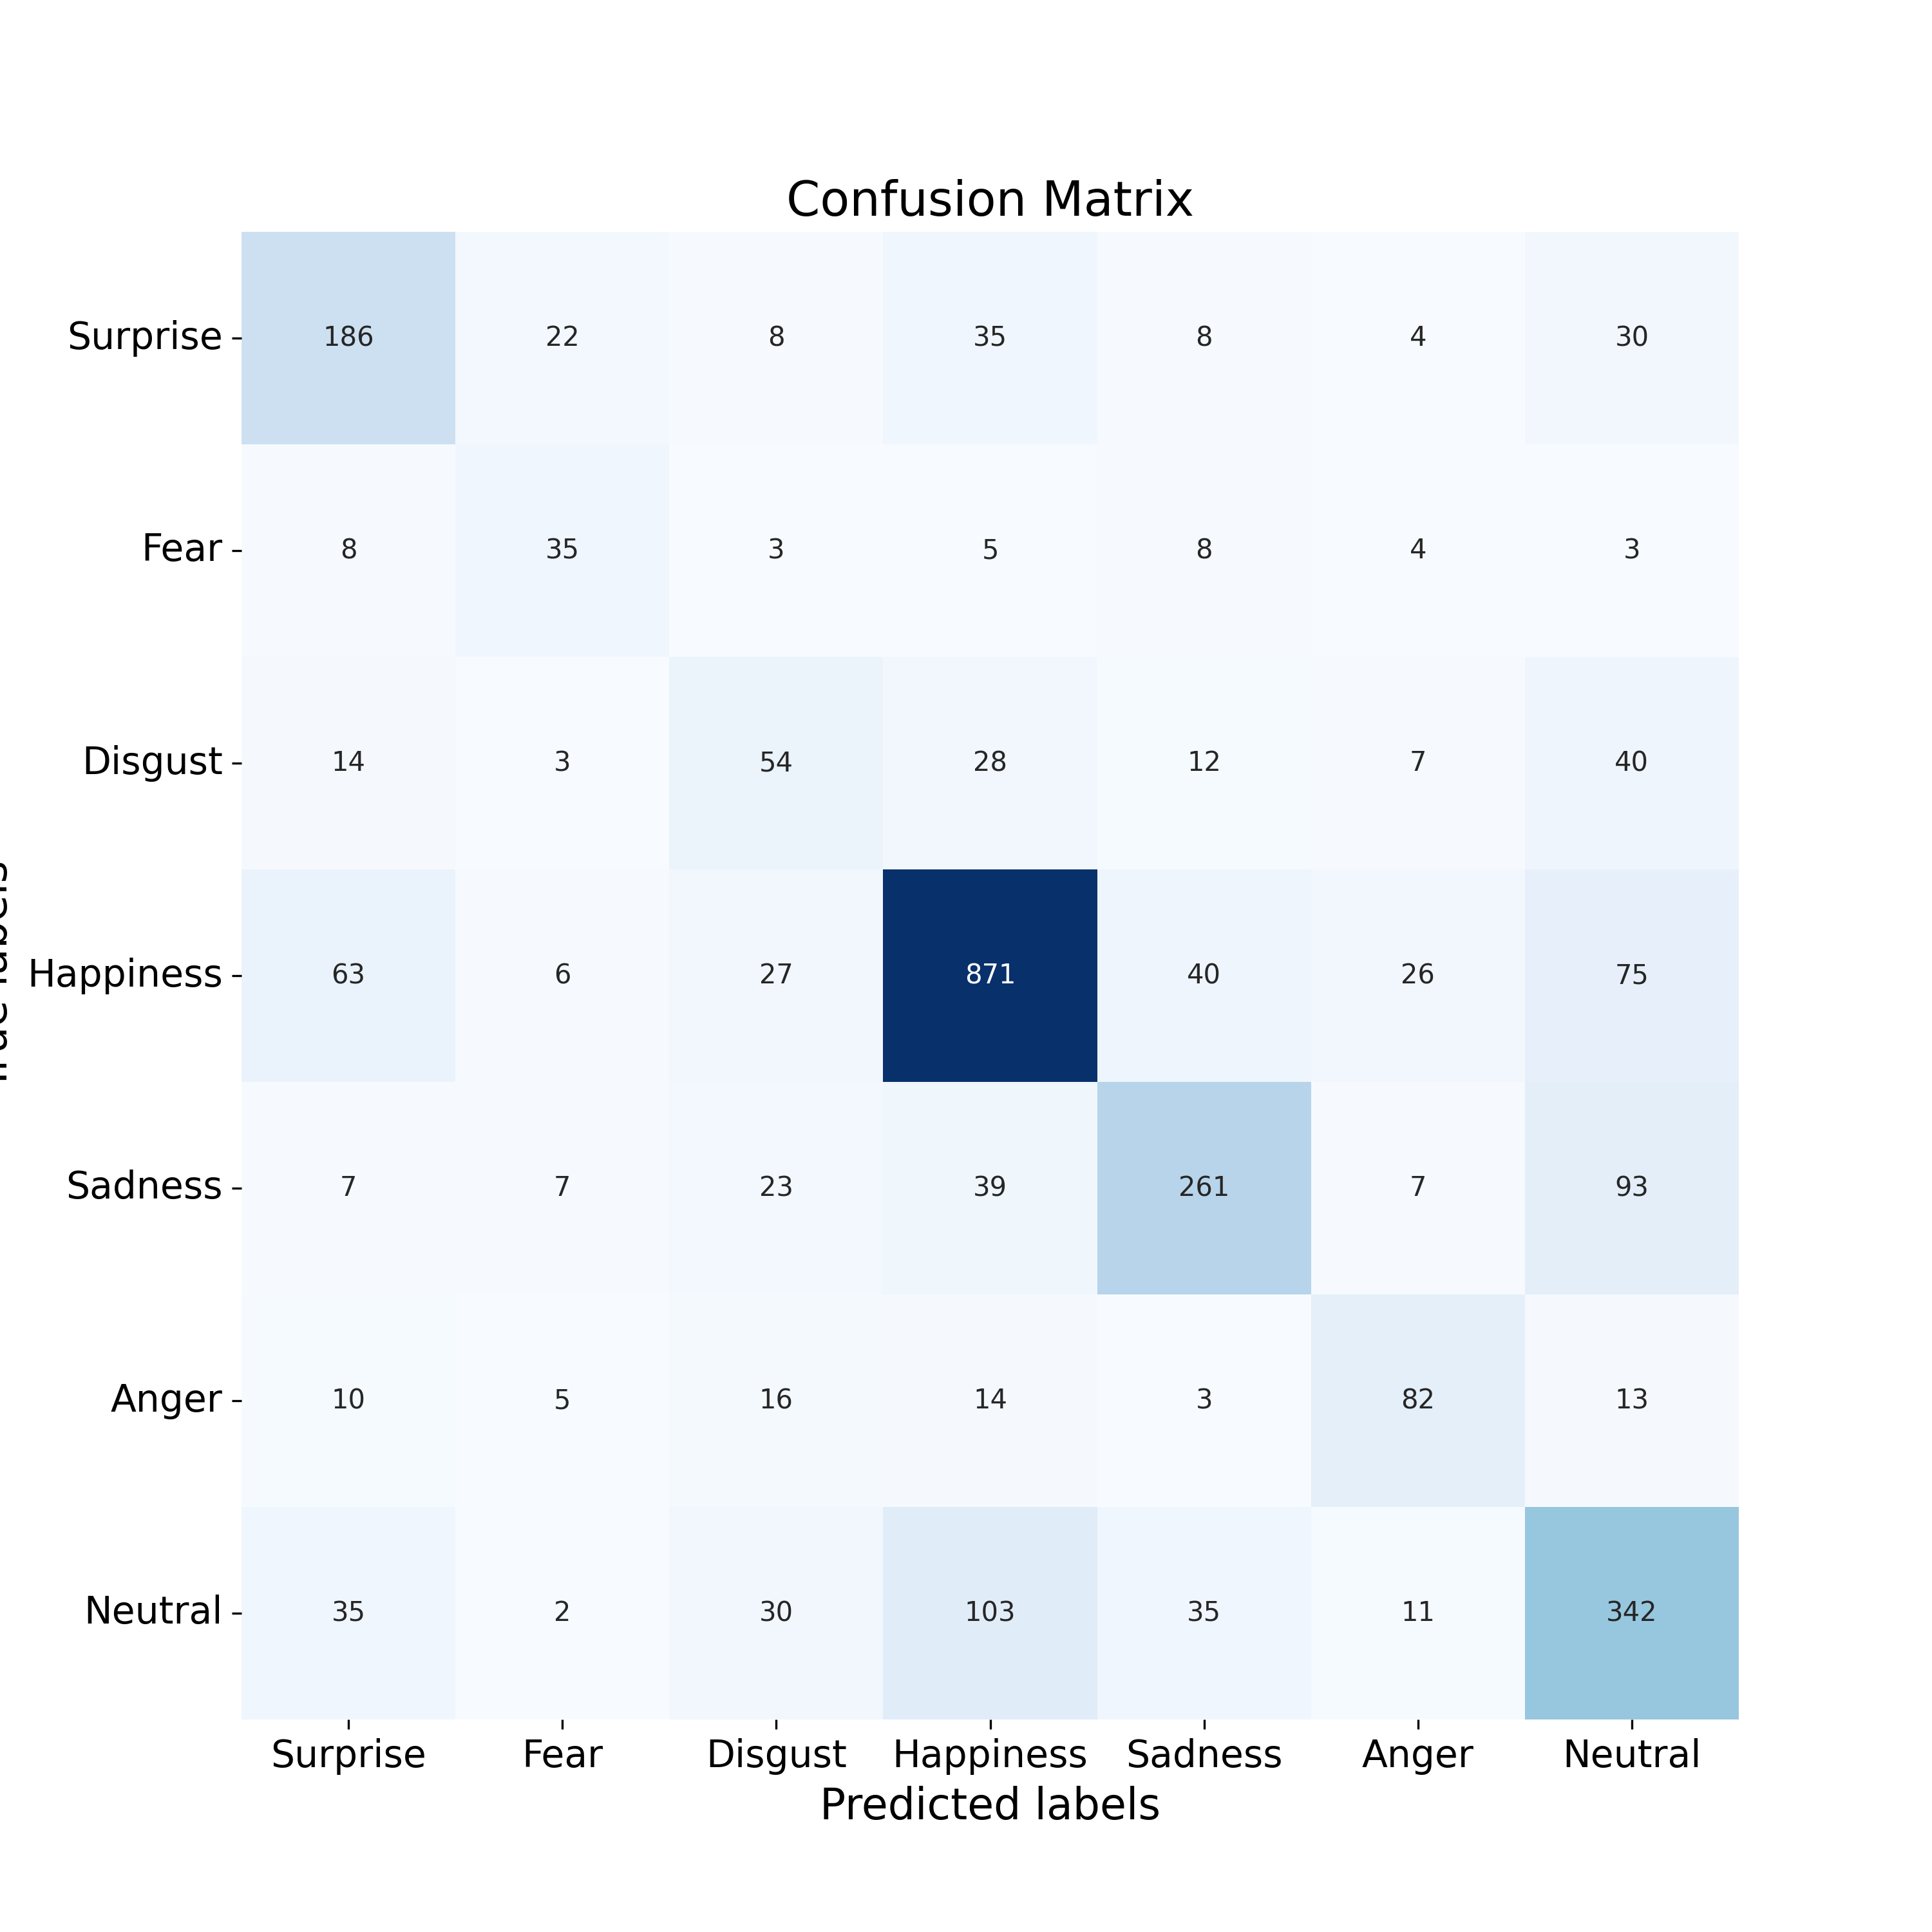 Confusion Matrix
Surprise 186 22 8 35 8 4 30
Fear 8 35 3 5 8 4 3
Disgust 14 3 54 28 12 7 40
Happiness 63 6 27 871 40 26 75
Sadness 7 7 23 39 261 7 93
Anger 10 5 16 14 3 82 13
Neutral 35 2 30 103 35 11 342
Surprise Fear Disgust Happiness Sadness Anger Neutral
Predicted labels